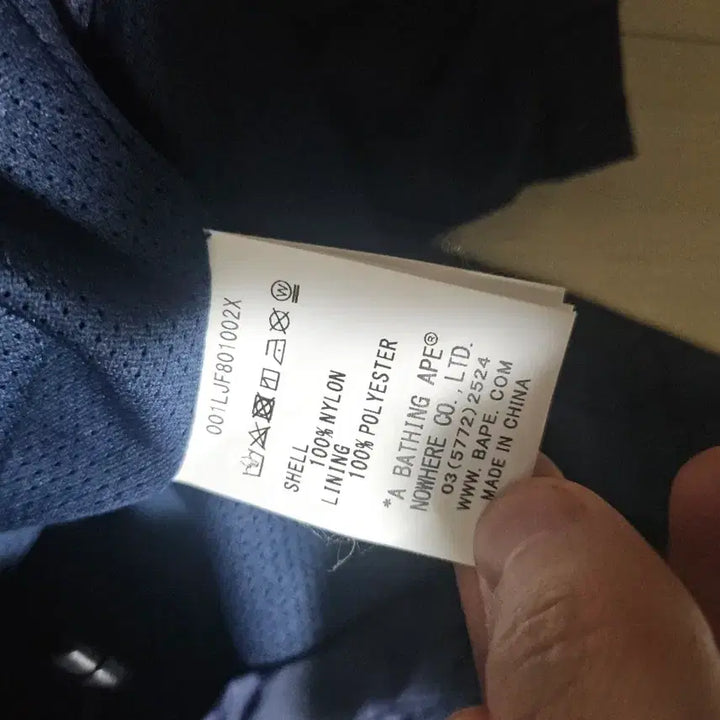 001LJF801002X
SHELL
100% NYLON
LINING
100% POLYESTER
*A BATHING APE®
NOWHERE CO., LTD.
03(5772)2524
WWW. BAPE. COM
MADE IN CHINA